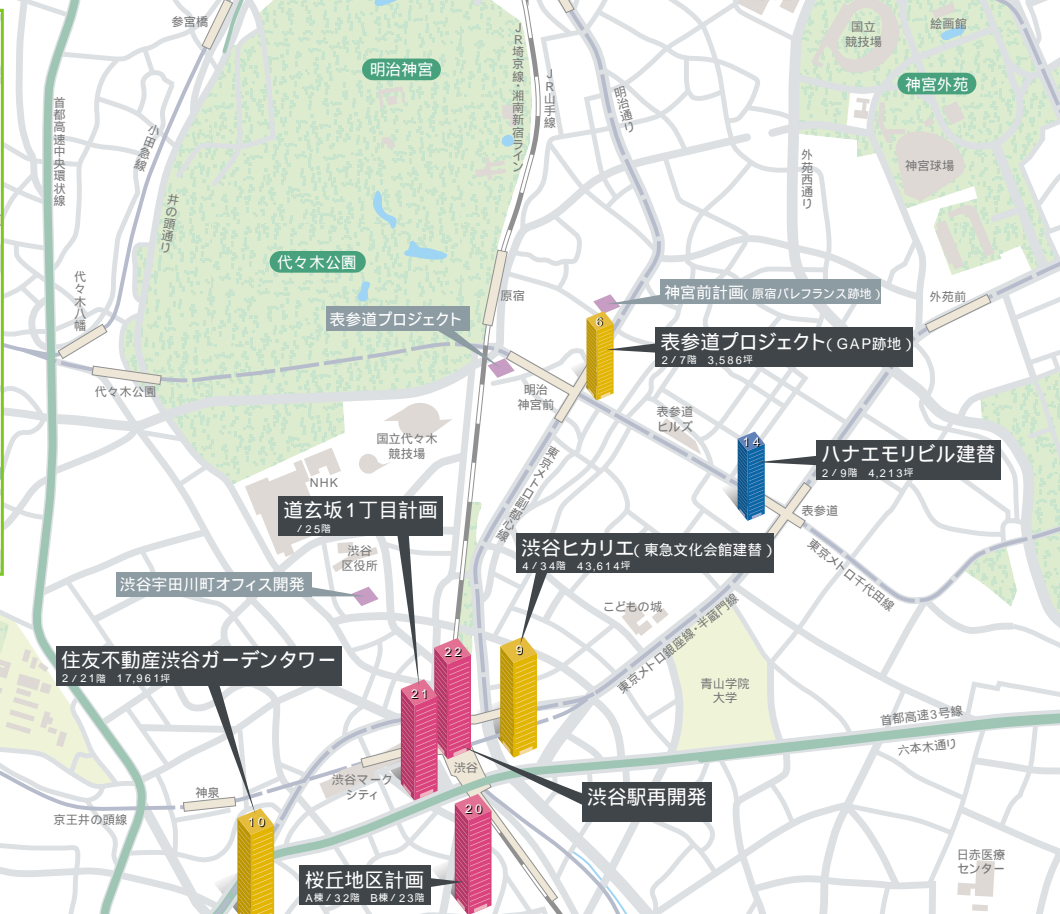 参宮橋
明治神宮
JR埼京線・湘南新宿ライン
JR山手線
明治通り
国立
競技場
絵画館
神宮外苑
首都高速中央環状線
小田急線
井の頭通り
外苑西通り
神宮球場
代々木公園
代々木八幡
原宿
神宮前計画(原宿パレフランス跡地)
外苑前
表参道プロジェクト
6
表参道プロジェクト(GAP跡地)
2/7階 3,586坪
代々木公園
明治
神宮前
表参道
ヒルズ
国立代々木
競技場
14
ハナエモリビル建替
2/9階 4,213坪
NHK
東京メトロ副都心線
道玄坂1丁目計画
/25階
表参道
渋谷
区役所
渋谷ヒカリエ(東急文化会館建替)
4/34階 43,614坪
東京メトロ千代田線
渋谷宇田川町オフィス開発
こどもの城
東京メトロ銀座線・半蔵門線
住友不動産渋谷ガーデンタワー
2/21階 17,961坪
22
9
21
青山学院
大学
首都高速3号線
六本木通り
渋谷
渋谷マーク
シティ
神泉
渋谷駅再開発
京王井の頭線
10
20
桜丘地区計画
A棟/32階 B棟/23階
日赤医療
センター